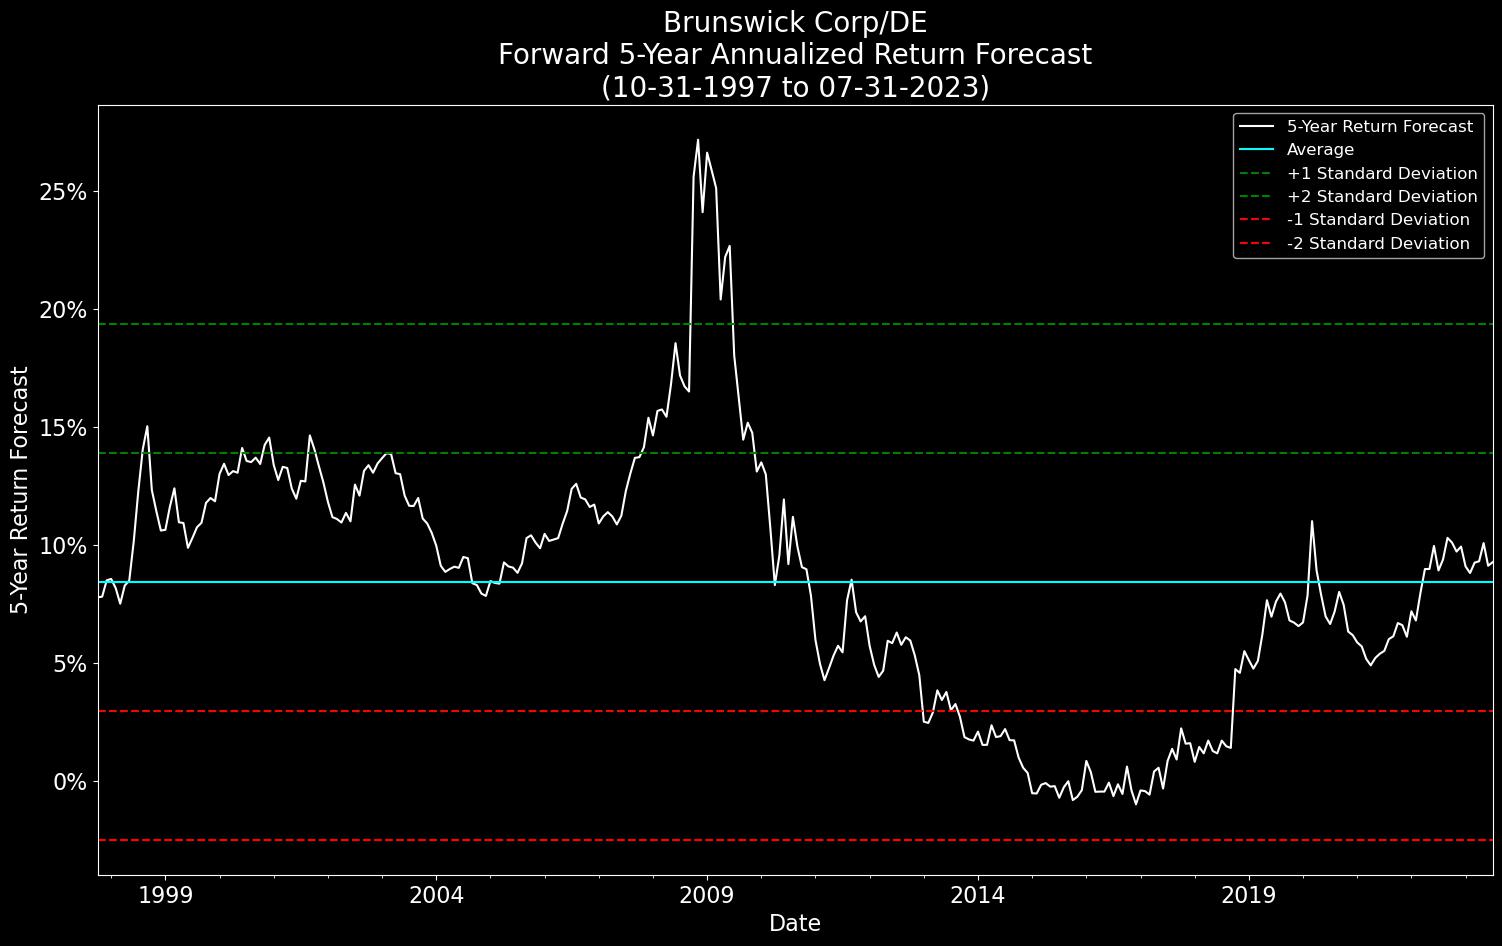 Brunswick Corp/DE
Forward 5-Year Annualized Return Forecast
(10-31-1997 to 07-31-2023)
5-Year Return Forecast
Average
+1 Standard Deviation
+2 Standard Deviation
-1 Standard Deviation
-2 Standard Deviation
5-Year Return Forecast
25%
20%
15%
10%
5%
0%
1999
2004
2009
2014
2019
Date